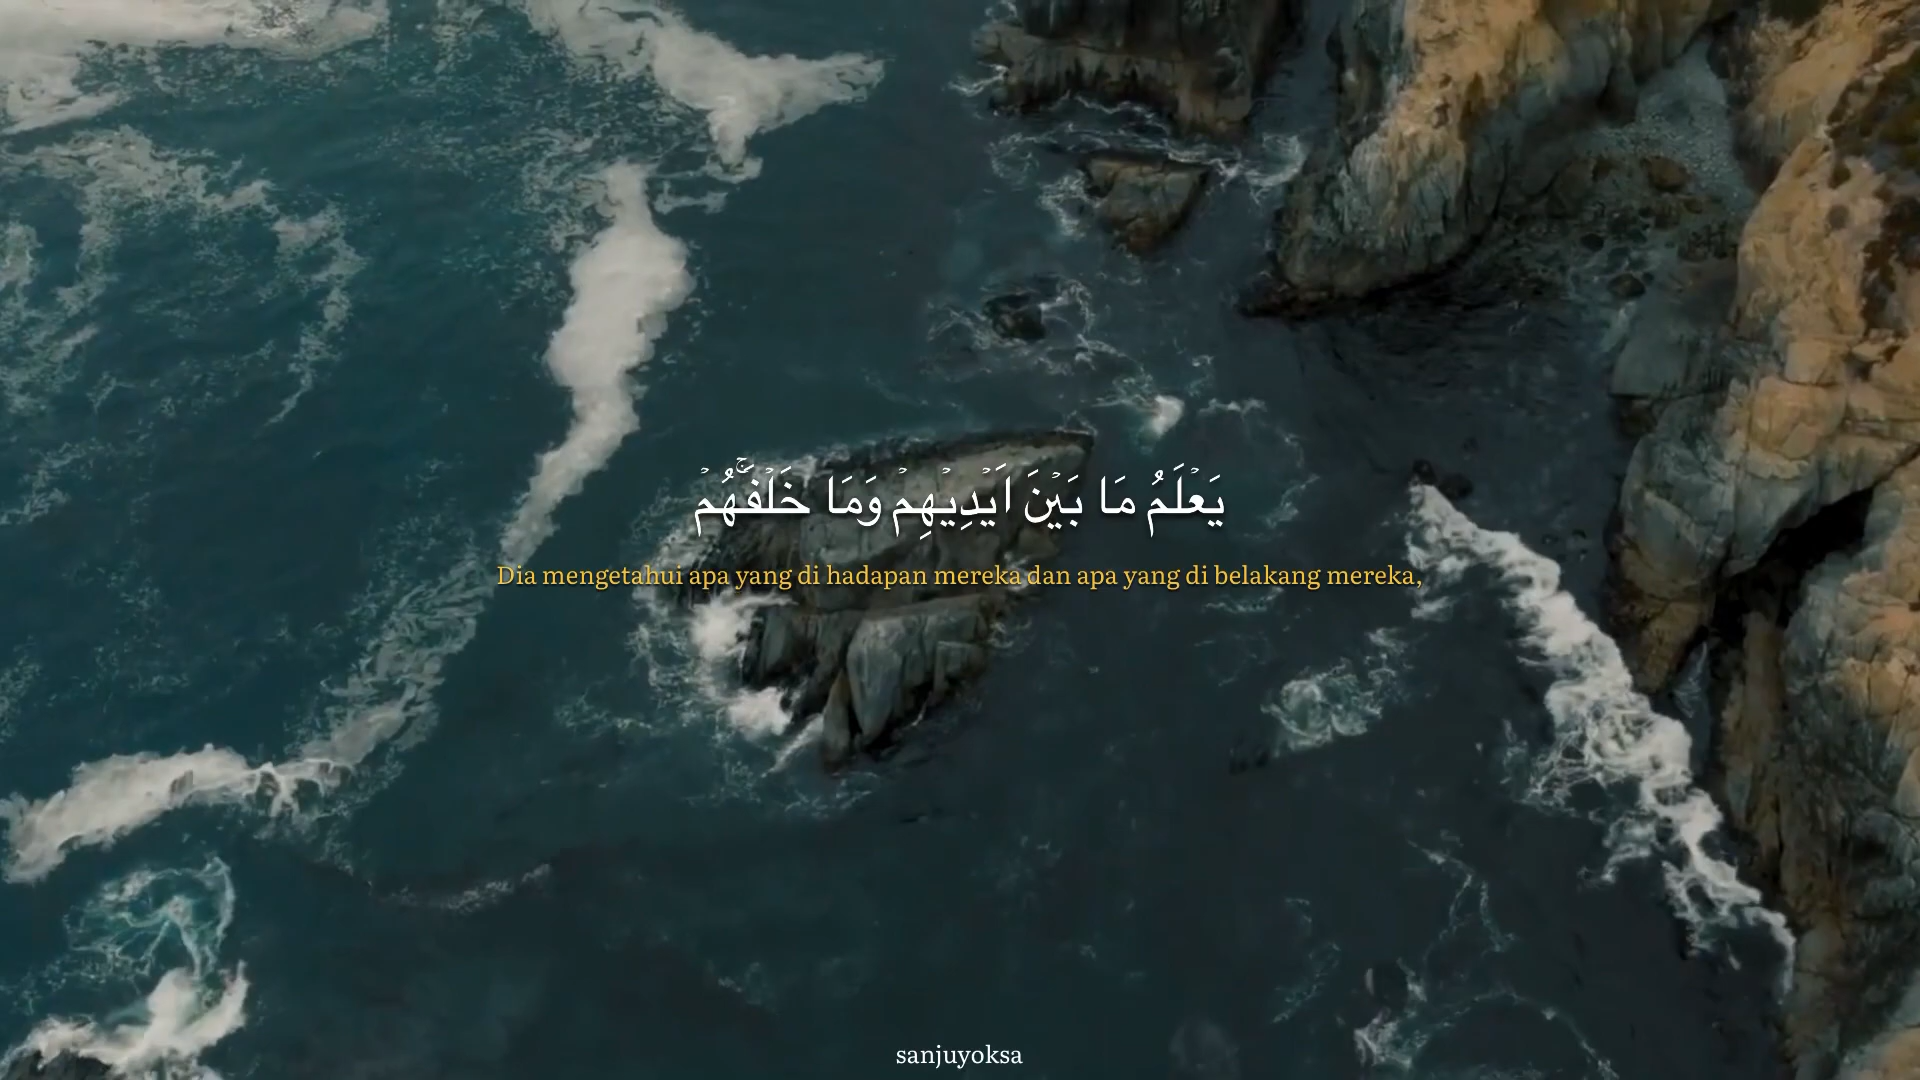 يَعْلَمُ مَا بَيْنَ اَيْدِيْهِمْ وَمَا خَلْفَهُمْۚ
Dia mengetahui apa yang di hadapan mereka dan apa yang di belakang mereka,
sanjuyoksa